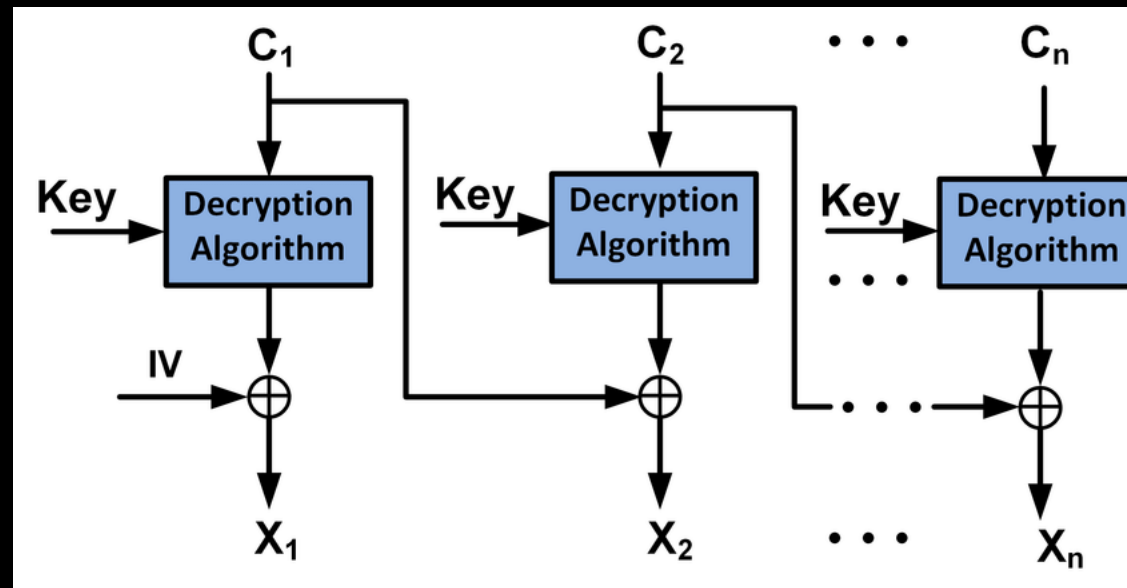 C₁ C₂ • • • Cₙ
Key Decryption Algorithm Key Decryption Algorithm Key Decryption Algorithm
• • •
IV • • •
X₁ X₂ • • • Xₙ